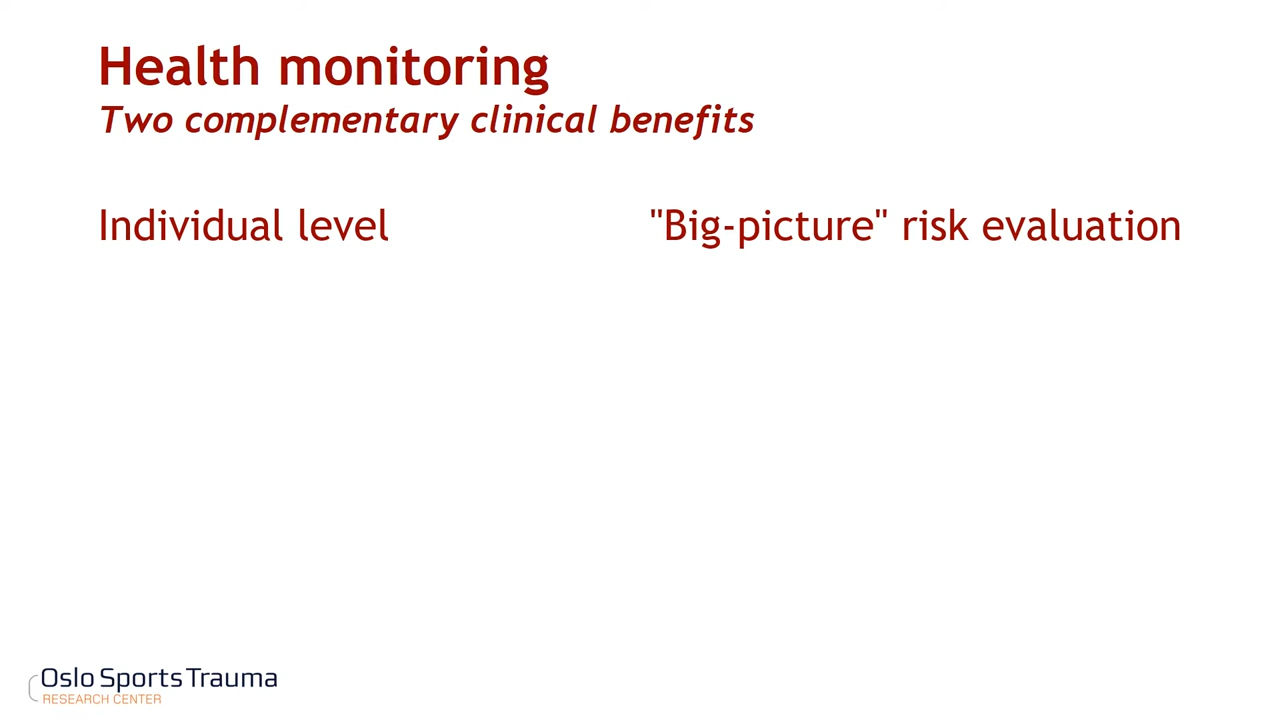 Health monitoring
Two complementary clinical benefits
Individual level
"Big-picture" risk evaluation
Oslo Sports Trauma
RESEARCH CENTER